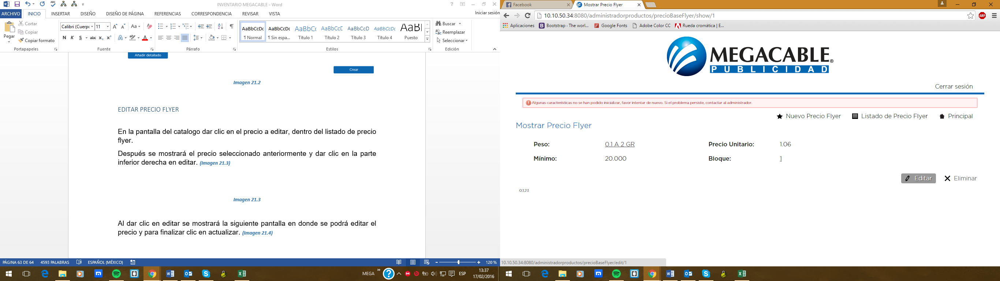 INVENTARIO MEGACABLE - Word
ARCHIVO INICIO INSERTAR DISEÑO DISEÑO DE PÁGINA REFERENCIAS CORRESPONDENCIA REVISAR VISTA Iniciar sesión
Pegar
Cortar
Copiar
Copiar formato
Portapapeles
Calibri (Cuerpo 11
N K S abc x₂ x²
Fuente
Párrafo
AaBbCcDc AaBbCcDc AaBbC( AaBbCcE AaBbCcD AaBbCcDc AaBl
¶ Normal ¶ Sin espa... Título 1 Título 2 Título 3 Título 4 Puesto
Estilos
Buscar
Reemplazar
Seleccionar
Edición
Añadir detallado
Crear
Imagen 21.2
EDITAR PRECIO FLYER
En la pantalla del catalogo dar clic en el precio a editar, dentro del listado de precio
flyer.
Después se mostrará el precio seleccionado anteriormente y dar clic en la parte
inferior derecha en editar. (Imagen 21.3)
Imagen 21.3
Al dar clic en editar se mostrará la siguiente pantalla en donde se podrá editar el
precio y para finalizar clic en actualizar. (Imagen 21.4)
PÁGINA 63 DE 64 4593 PALABRAS ESPAÑOL (MÉXICO) 120 %
MEGA » ESP 13:37
17/02/2016
Facebook Mostrar Precio Flyer
10.10.50.34:8080/administradorproductos/precioBaseFlyer/show/1
ABP
Aplicaciones Bootstrap · The worl... Google Fonts Adobe Color CC Rueda cromática | E...
MEGACABLE®
PUBLICIDAD
Cerrar sesión
Algunas características no se han podido inicializar, favor intentar de nuevo. Si el problema persiste, contactar al administrador.
Nuevo Precio Flyer Listado de Precio Flyer Principal
Mostrar Precio Flyer
Peso: 0.1 A 2 GR Precio Unitario: 1.06
Mínimo: 20.000 Bloque: 1
Editar Eliminar
0.1.23
10.10.50.34:8080/administradorproductos/precioBaseFlyer/edit/1